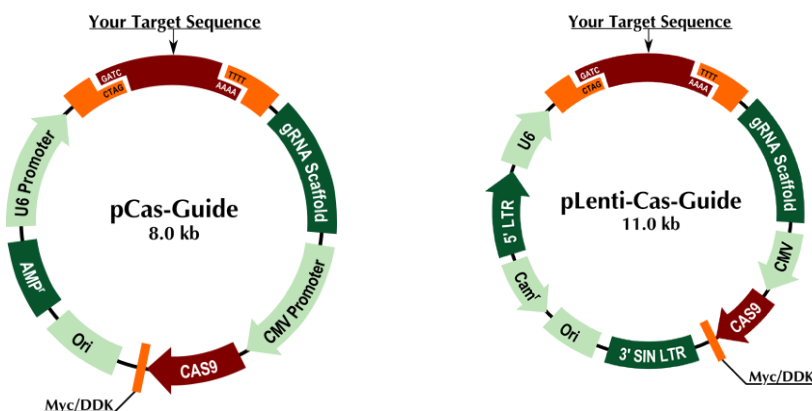 Your Target Sequence
GATC
CTAG
TTTT
AAAA
U6 Promoter
gRNA Scaffold
pCas-Guide
8.0 kb
AMPr
CMV Promoter
Ori
CAS9
Myc/DDK
Your Target Sequence
GATC
CTAG
TTTT
AAAA
U6
gRNA Scaffold
5' LTR
pLenti-Cas-Guide
11.0 kb
CMV
Camr
CAS9
Ori
3' SIN LTR
Myc/DDK